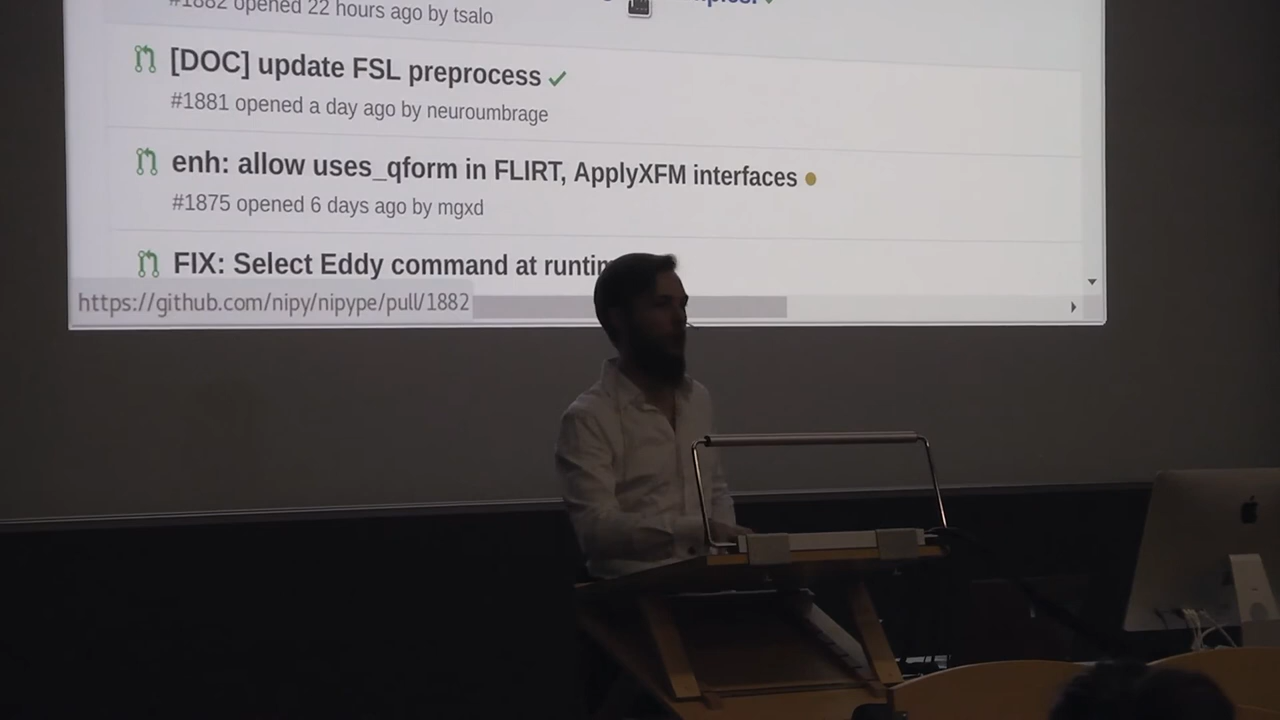 #1882 opened 22 hours ago by tsalo
[DOC] update FSL preprocess
#1881 opened a day ago by neuroumbrage
enh: allow uses_qform in FLIRT, ApplyXFM interfaces
#1875 opened 6 days ago by mgxd
FIX: Select Eddy command at
https://github.com/nipy/nipype/pull/1882